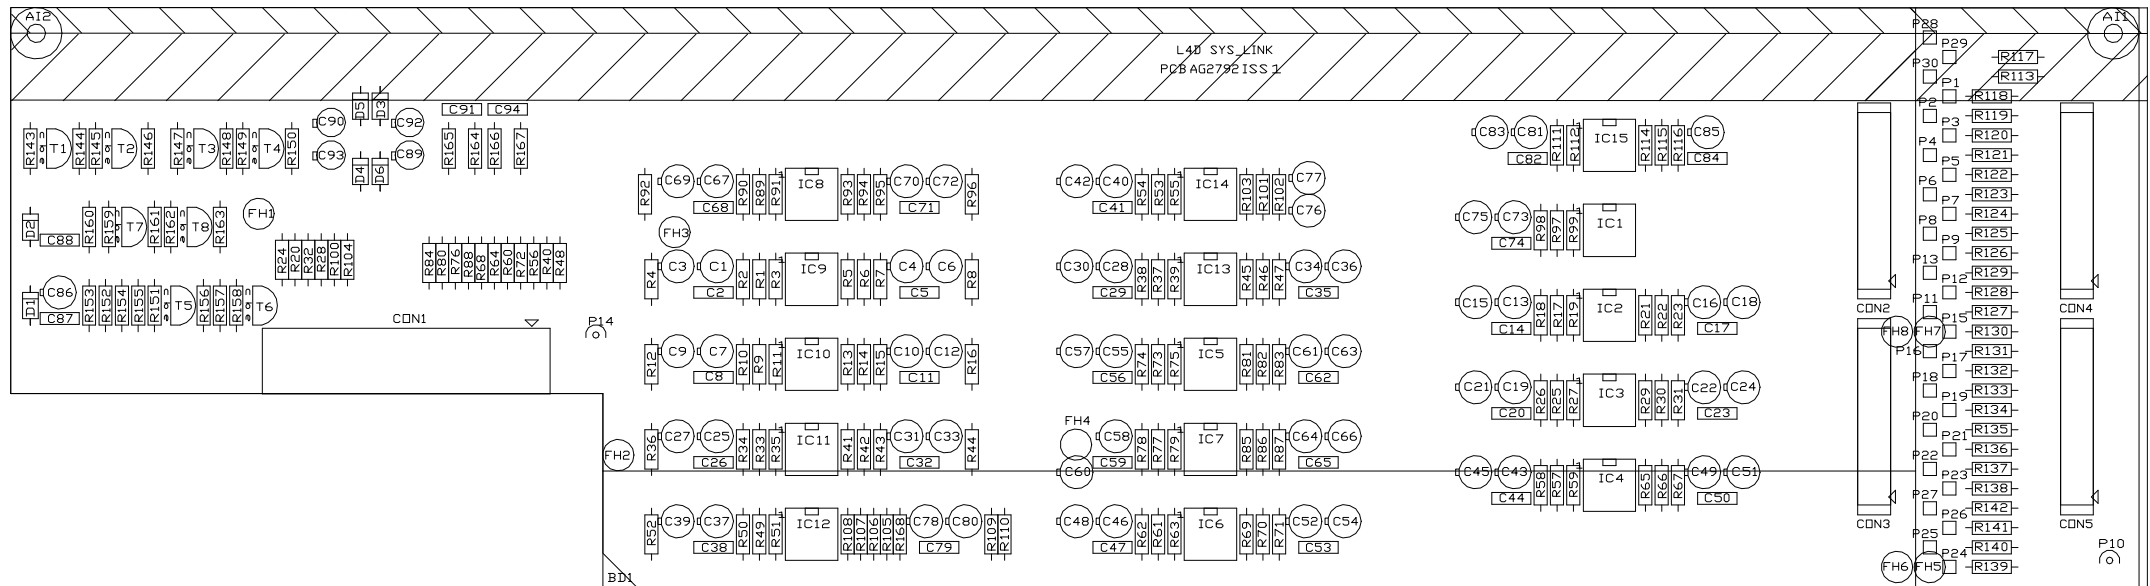 AI2
AI1
P28
L4D SYS_LINK
PCB AG2792 ISS 1
P29
R117
P30
R113
P1
R118
P2
R119
P3
R120
P4
R121
P5
R122
P6
R123
P7
R124
P8
R125
P9
R126
P13
R129
P12
R128
P11
R127
P15
R130
P16
R131
P17
R132
P18
R133
P19
R134
P20
R135
P21
R136
P22
R137
P23
R138
P27
R142
P26
R141
P25
R140
P24
R139
FH8 FH7
FH6 FH5
P10
CON2 CON4
CON3 CON5
C90 D5 D3 C92 C91 C94
R143 T1 R144 R145 T2 R146 R147 T3 R148 R149 T4 R150
C93 D4 D6 C89 R165 R164 R166 R167
D2 C88 R160 R159 T7 R161 R162 T8 R163 FH1
R24 R20 R32 R28 R100 R104
R84 R80 R76 R88 R68 R64 R60 R72 R56 R40 R48
D1 C86 C87 R153 R152 R154 R155 R151 T5 R156 R157 R158 T6
CON1
P14
R92 C69 C67 C68 R90 R89 R91 1 IC8 R93 R94 R95 C70 C72 C71 R96
FH3
R4 C3 C1 C2 R2 R1 R3 1 IC9 R5 R6 R7 C4 C6 C5 R8
R12 C9 C7 C8 R10 R9 R11 1 IC10 R13 R14 R15 C10 C12 C11 R16
FH2
R36 C27 C25 C26 R34 R33 R35 1 IC11 R41 R42 R43 C31 C33 C32 R44
R52 C39 C37 C38 R50 R49 R51 1 IC12 R108 R107 R106 R105 R168 C78 C80 C79 R109 R110
BD1
C42 C40 C41 R54 R53 R55 1 IC14 R103 R101 R102 C77 C76
C30 C28 C29 R38 R37 R39 1 IC13 R45 R46 R47 C34 C36 C35
C57 C55 C56 R74 R73 R75 1 IC5 R81 R82 R83 C61 C63 C62
FH4
C58 C59 C60 R78 R77 R79 1 IC7 R85 R86 R87 C64 C66 C65
C48 C46 C47 R62 R61 R63 1 IC6 R69 R70 R71 C52 C54 C53
C83 C81 C82 R111 R112 1 IC15 R114 R115 R116 C85 C84
C75 C73 C74 R98 R97 R99 1 IC1
C15 C13 C14 R18 R17 R19 1 IC2 R21 R22 R23 C16 C18 C17
C21 C19 C20 R26 R25 R27 1 IC3 R29 R30 R31 C22 C24 C23
C45 C43 C44 R58 R57 R59 1 IC4 R65 R66 R67 C49 C51 C50